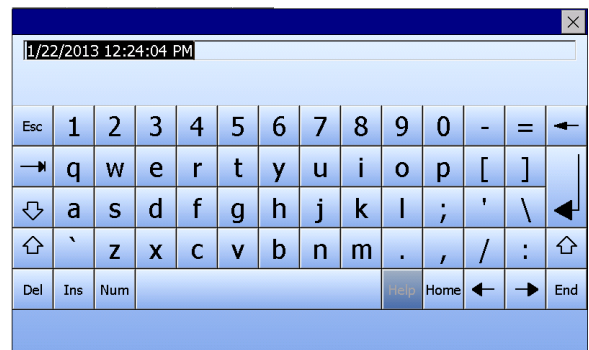 1/22/2013 12:24:04 PM
Esc 1 2 3 4 5 6 7 8 9 0 - =
q w e r t y u i o p [ ]
a s d f g h j k l ; ' \
` z x c v b n m . , / :
Del Ins Num Help Home End